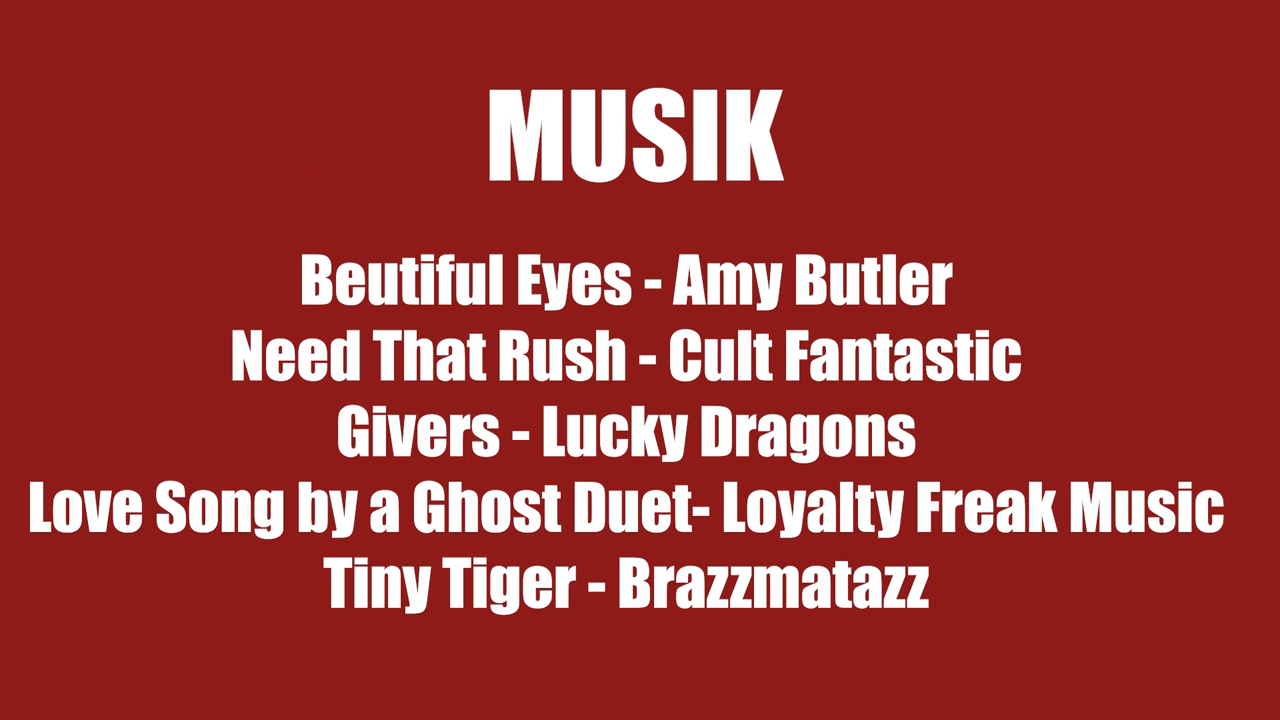 MUSIK
Beutiful Eyes - Amy Butler
Need That Rush - Cult Fantastic
Givers - Lucky Dragons
Love Song by a Ghost Duet- Loyalty Freak Music
Tiny Tiger - Brazzmatazz